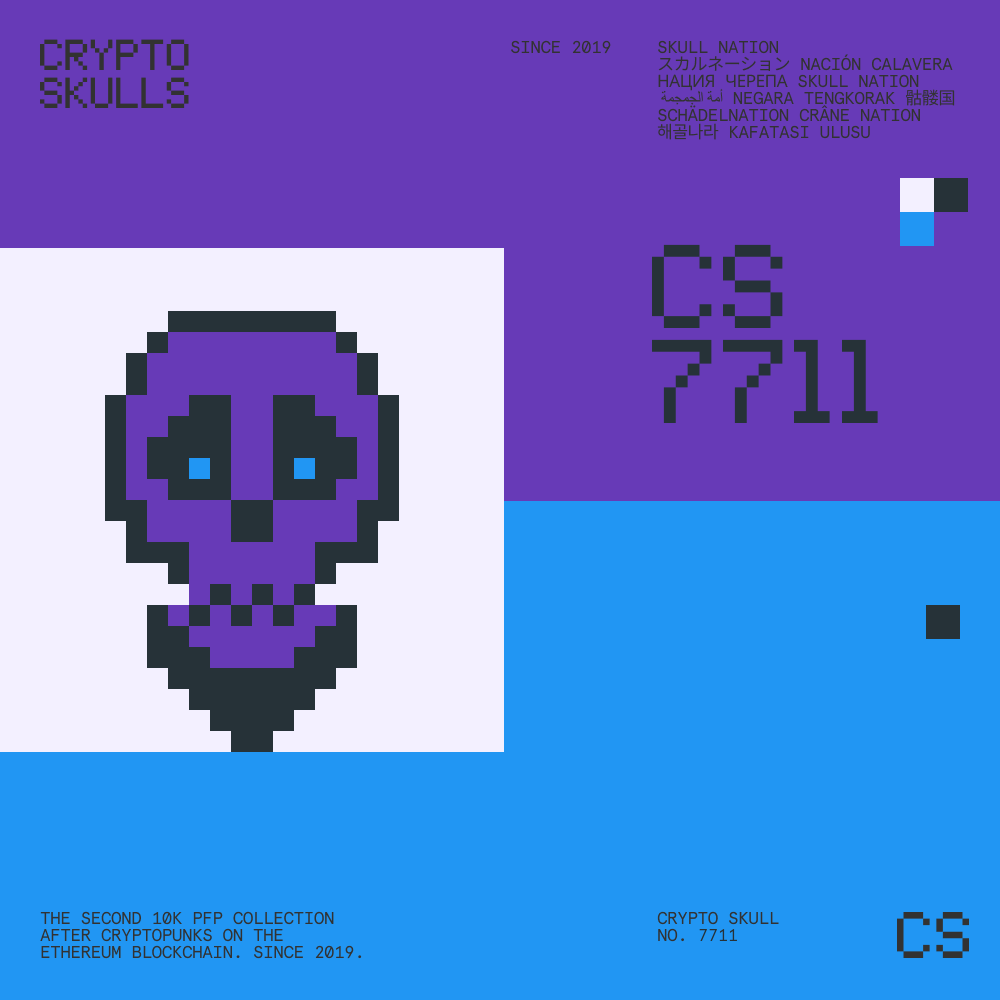 CRYPTO
SKULLS
SINCE 2019
SKULL NATION
スカルネーション NACIÓN CALAVERA
НАЦИЯ ЧЕРЕПА SKULL NATION
أمة الجمجمة NEGARA TENGKORAK 骷髅国
SCHÄDELNATION CRÂNE NATION
해골나라 KAFATASI ULUSU
CS
7711
THE SECOND 10K PFP COLLECTION
AFTER CRYPTOPUNKS ON THE
ETHEREUM BLOCKCHAIN. SINCE 2019.
CRYPTO SKULL
NO. 7711
CS